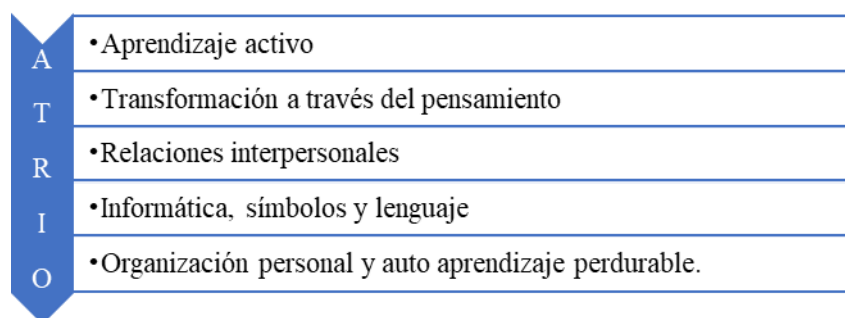 A
•Aprendizaje activo
T
•Transformación a través del pensamiento
R
•Relaciones interpersonales
I
•Informática, símbolos y lenguaje
O
•Organización personal y auto aprendizaje perdurable.